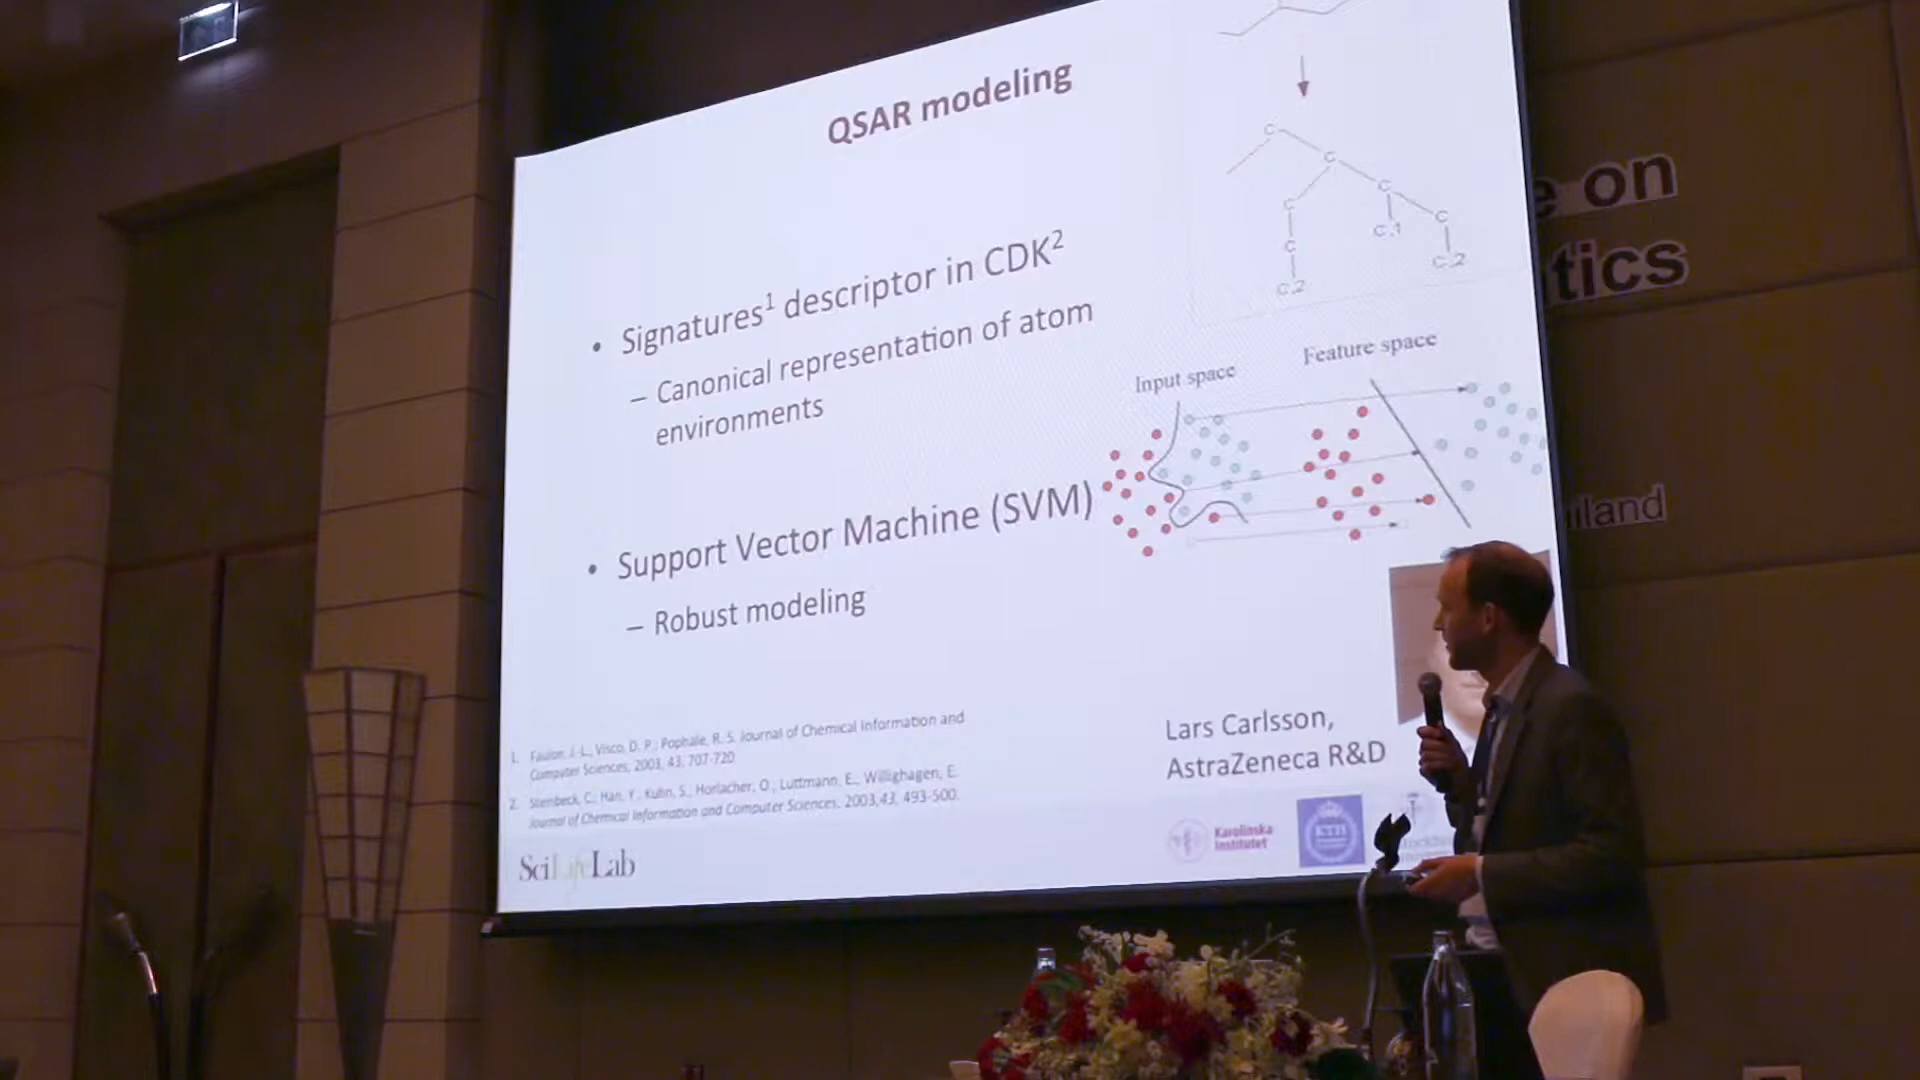 QSAR modeling
• Signatures1 descriptor in CDK2
– Canonical representation of atom
environments
• Support Vector Machine (SVM)
– Robust modeling
C
C
C
C
C
C
C,1
C,2
C,2
Input space
Feature space
Lars Carlsson,
AstraZeneca R&D
1. Faulon, J.-L., Visco, D. P.; Pophale, R. S. Journal of Chemical Information and
Computer Sciences, 2003, 43, 707-720
2. Steinbeck, C.; Han, Y.; Kuhn, S.; Horlacher, O.; Luttmann, E.; Willighagen, E.
Journal of Chemical Information and Computer Sciences. 2003, 43, 493-500.
SciLifeLab
Karolinska
Institutet
KTH
e on
tics
iland